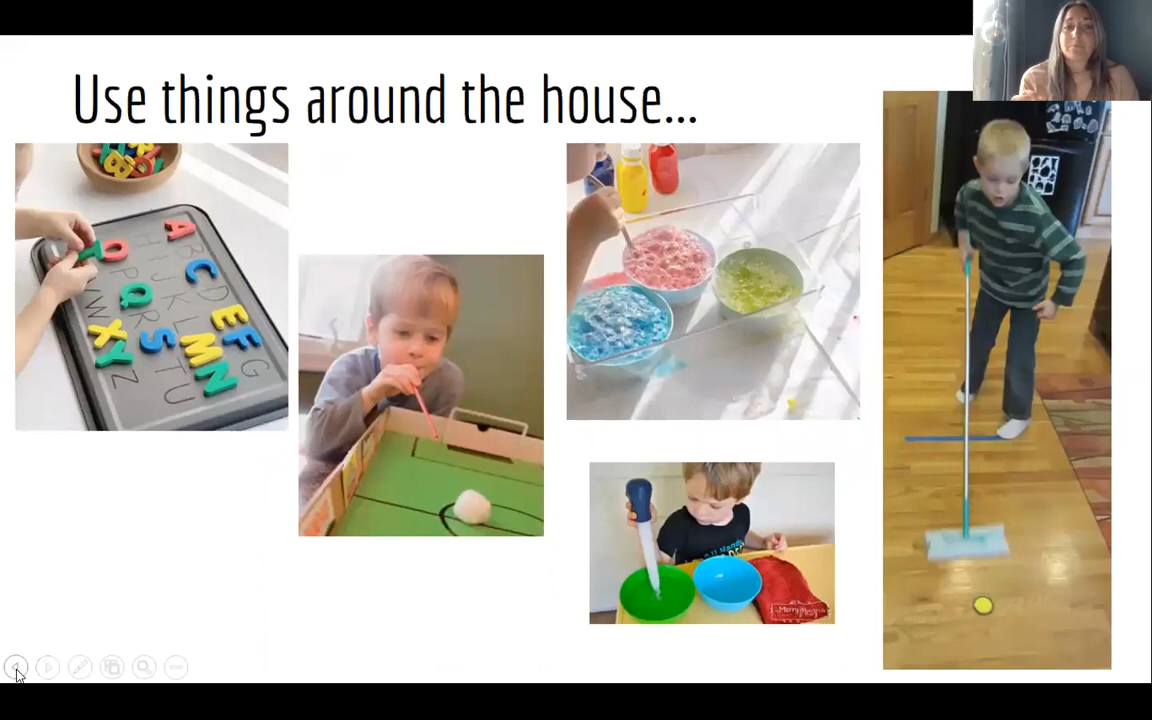 Use things around the house...
A B C D E F G
H I J K L M N
O P Q R S T U
W X Y Z